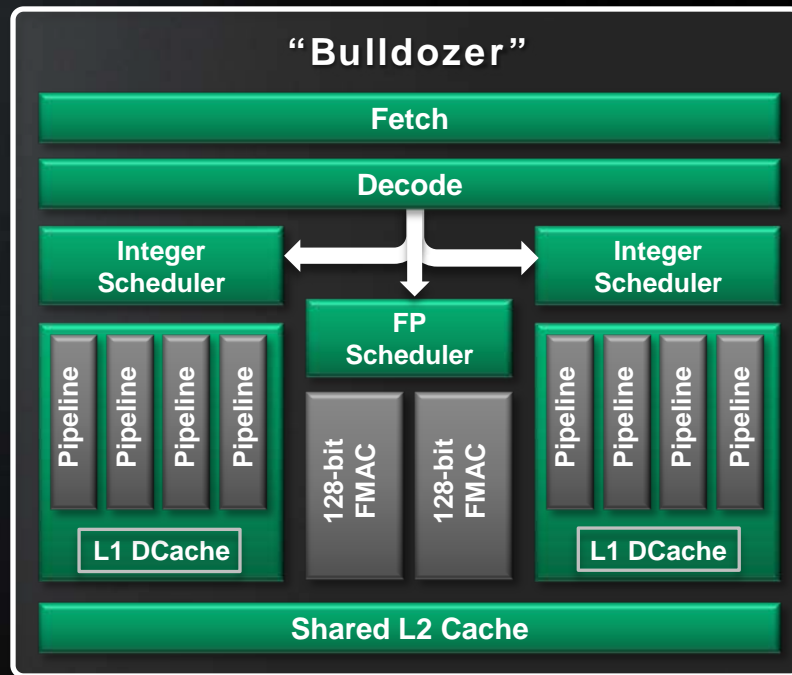 “Bulldozer”
Fetch
Decode
Integer
Scheduler
Integer
Scheduler
FP
Scheduler
Pipeline
Pipeline
Pipeline
Pipeline
L1 DCache
128-bit
FMAC
128-bit
FMAC
Pipeline
Pipeline
Pipeline
Pipeline
L1 DCache
Shared L2 Cache